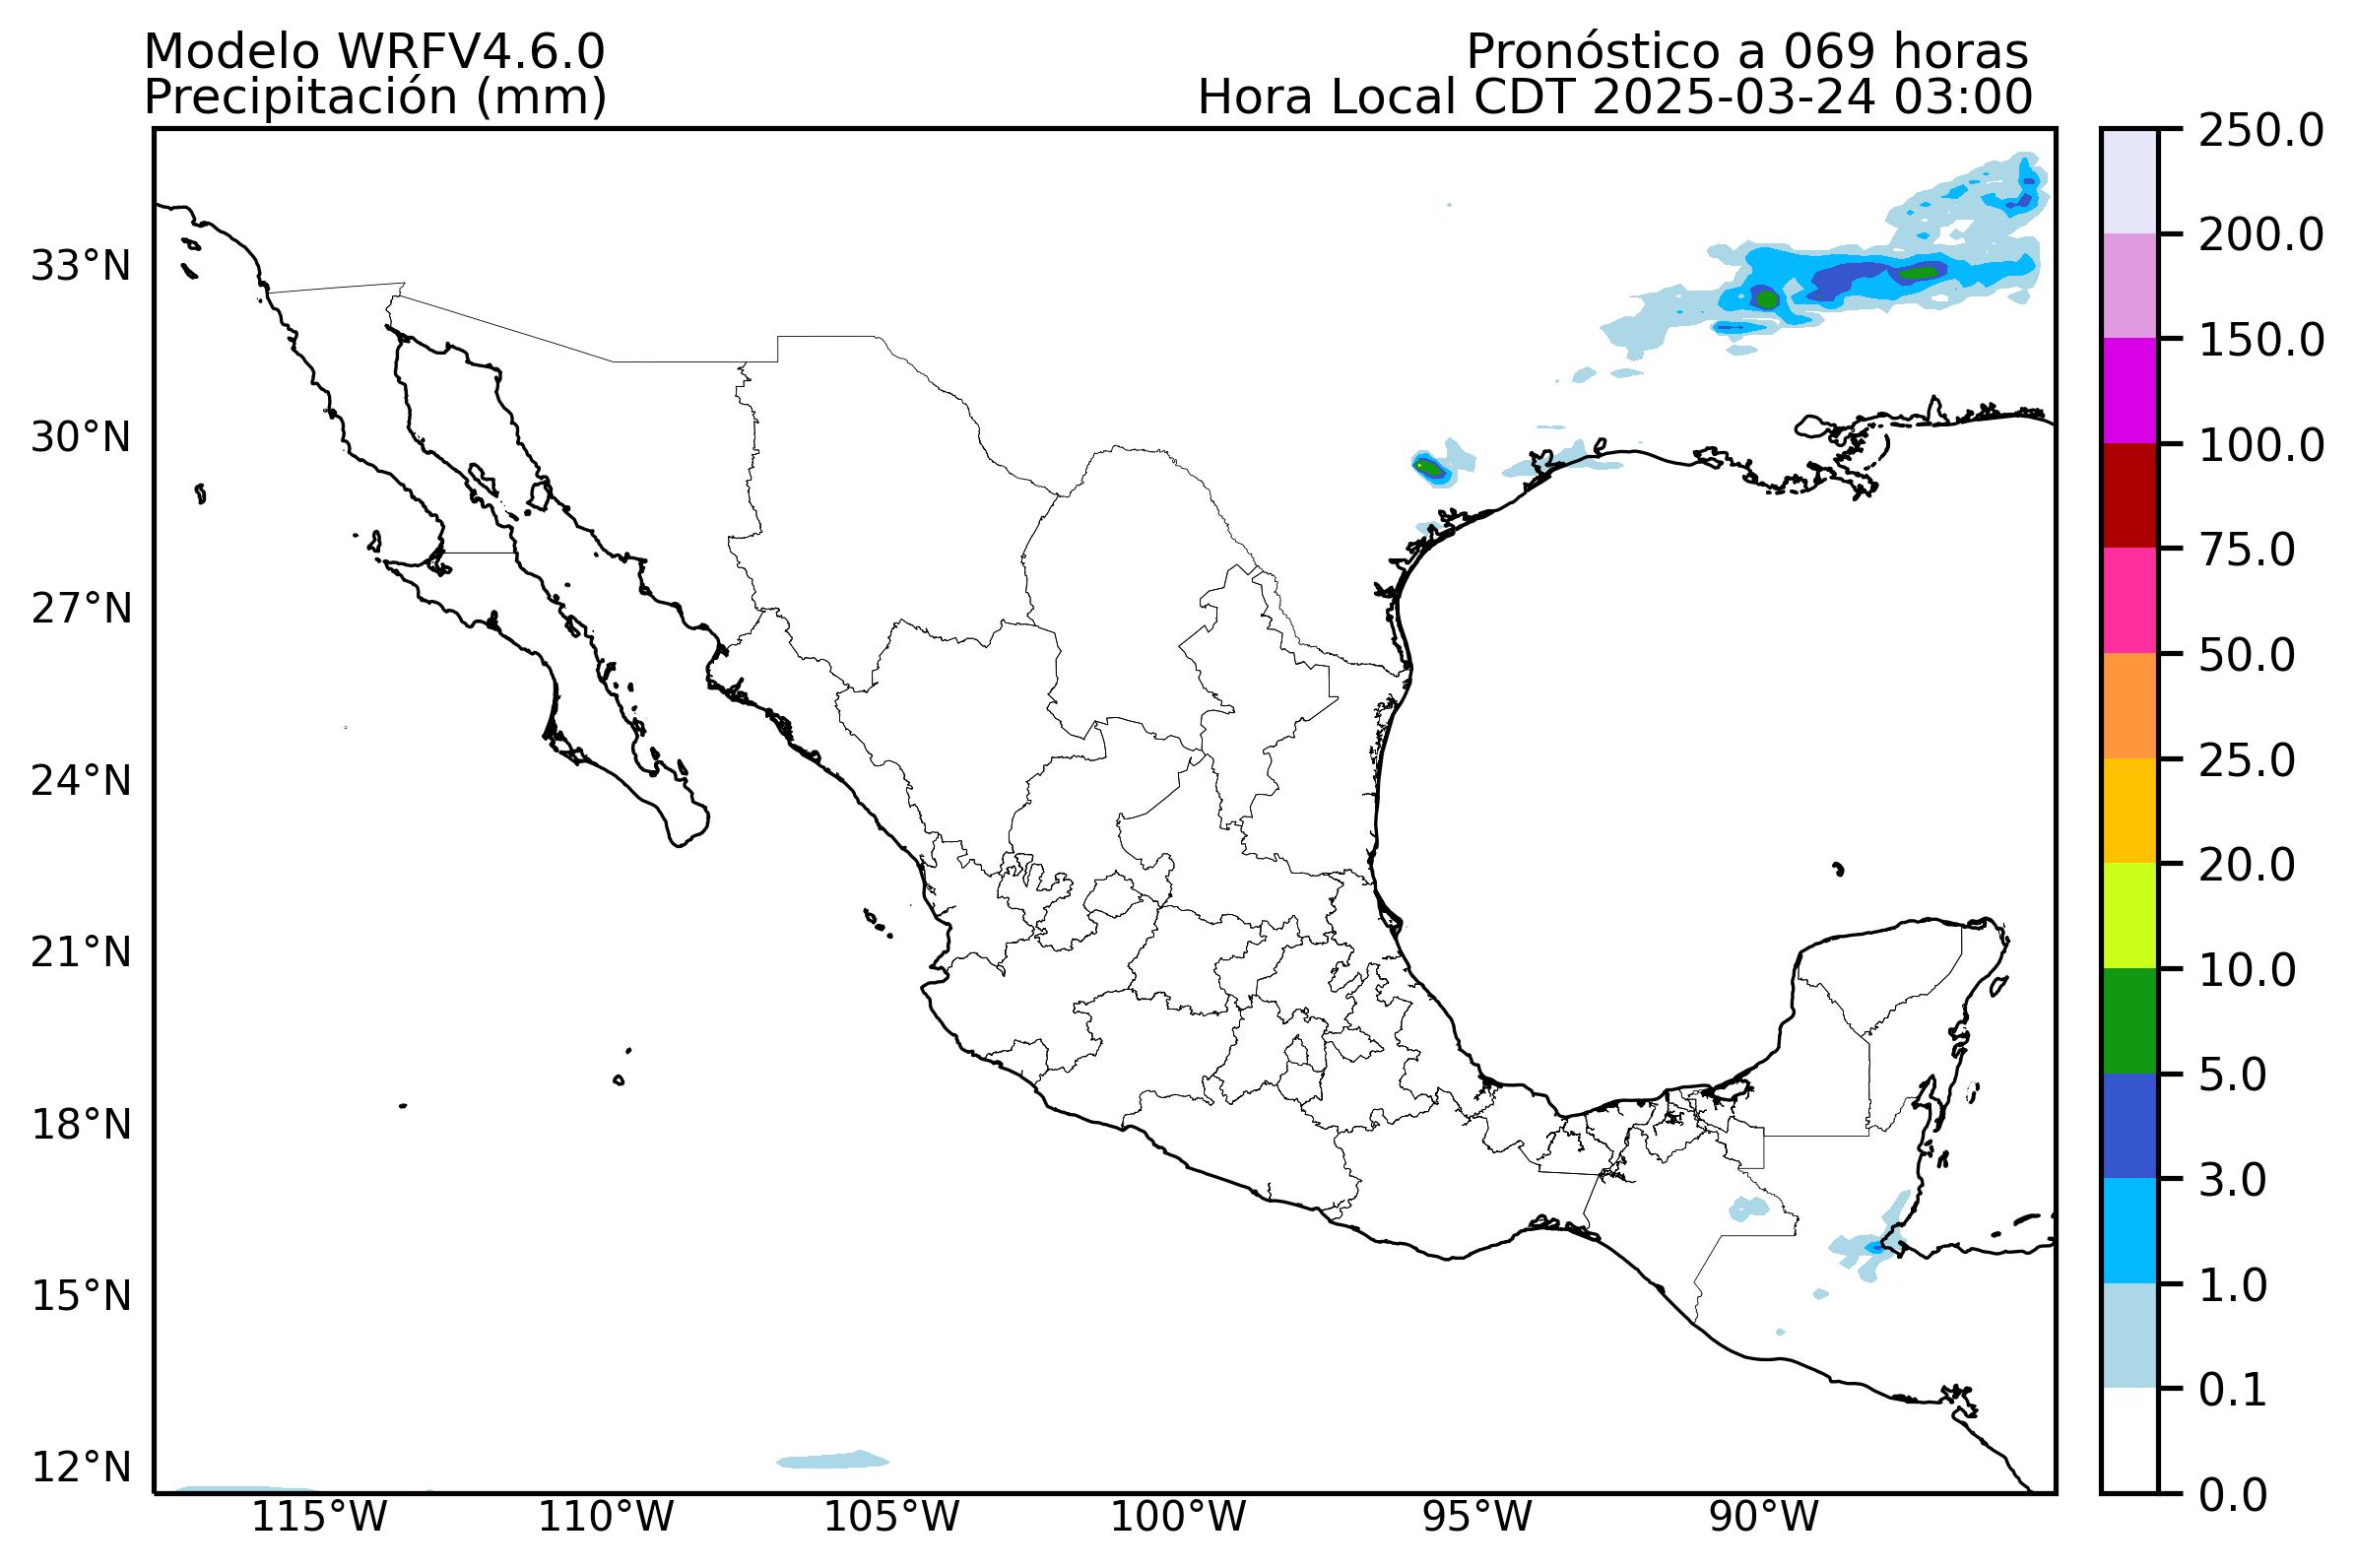 Modelo WRFV4.6.0
Pronóstico a 069 horas
Precipitación (mm)
Hora Local CDT 2025-03-24 03:00
33°N
30°N
27°N
24°N
21°N
18°N
15°N
12°N
115°W
110°W
105°W
100°W
95°W
90°W
250.0
200.0
150.0
100.0
75.0
50.0
25.0
20.0
10.0
5.0
3.0
1.0
0.1
0.0